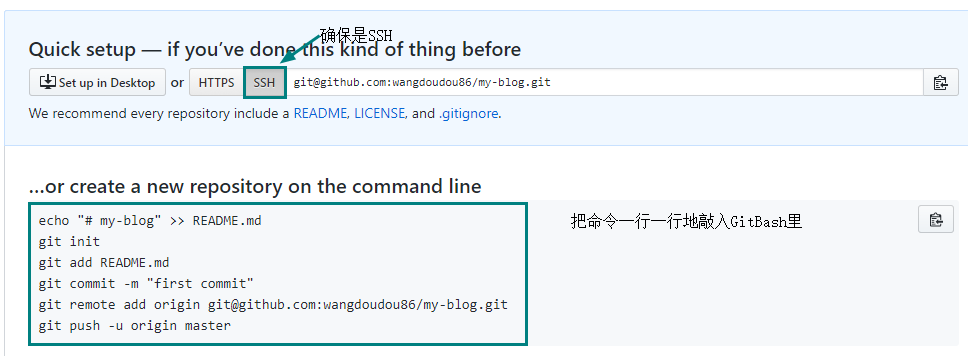 确保是SSH
Quick setup — if you’ve done this kind of thing before
Set up in Desktop or HTTPS SSH git@github.com:wangdoudou86/my-blog.git
We recommend every repository include a README, LICENSE, and .gitignore.
…or create a new repository on the command line
echo "# my-blog" >> README.md
把命令一行一行地敲入GitBash里
git init
git add README.md
git commit -m "first commit"
git remote add origin git@github.com:wangdoudou86/my-blog.git
git push -u origin master